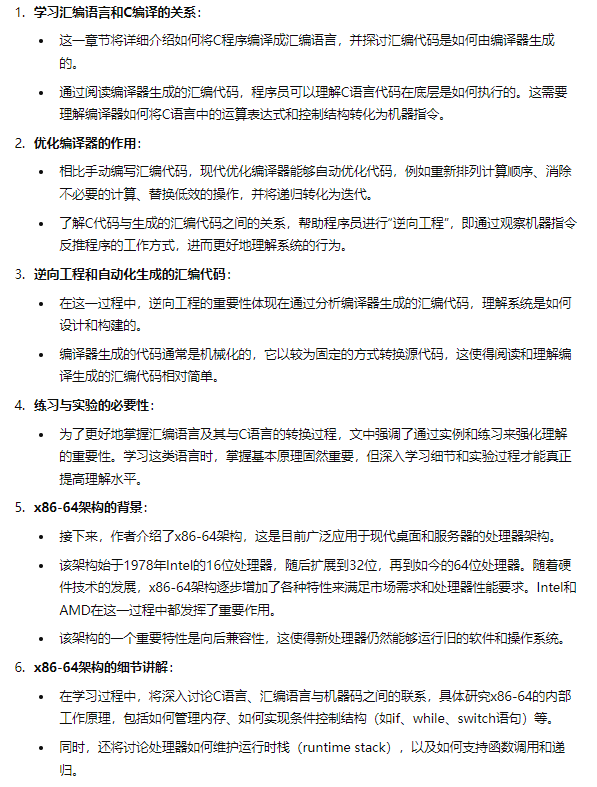 1. 学习汇编语言和C编译的关系：
• 这一章节将详细介绍如何将C程序编译成汇编语言，并探讨汇编代码是如何由编译器生成
的。
• 通过阅读编译器生成的汇编代码，程序员可以理解C语言代码在底层是如何执行的。这需要
理解编译器如何将C语言中的运算表达式和控制结构转化为机器指令。
2. 优化编译器的作用：
• 相比手动编写汇编代码，现代优化编译器能够自动优化代码，例如重新排列计算顺序、消除
不必要的计算、替换低效的操作，并将递归转化为迭代。
• 了解C代码与生成的汇编代码之间的关系，帮助程序员进行“逆向工程”，即通过观察机器指令
反推程序的工作方式，进而更好地理解系统的行为。
3. 逆向工程和自动化生成的汇编代码：
• 在这一过程中，逆向工程的重要性体现在通过分析编译器生成的汇编代码，理解系统是如何
设计和构建的。
• 编译器生成的代码通常是机械化的，它以较为固定的方式转换源代码，这使得阅读和理解编
译生成的汇编代码相对简单。
4. 练习与实验的必要性：
• 为了更好地掌握汇编语言及其与C语言的转换过程，文中强调了通过实例和练习来强化理解
的重要性。学习这类语言时，掌握基本原理固然重要，但深入学习细节和实验过程才能真正
提高理解水平。
5. x86-64架构的背景：
• 接下来，作者介绍了x86-64架构，这是目前广泛应用于现代桌面和服务器的处理器架构。
• 该架构始于1978年Intel的16位处理器，随后扩展到32位，再到如今的64位处理器。随着硬
件技术的发展，x86-64架构逐步增加了各种特性来满足市场需求和处理器性能要求。Intel和
AMD在这一过程中都发挥了重要作用。
• 该架构的一个重要特性是向后兼容性，这使得新处理器仍然能够运行旧的软件和操作系统。
6. x86-64架构的细节讲解：
• 在学习过程中，将深入讨论C语言、汇编语言与机器码之间的联系，具体研究x86-64的内部
工作原理，包括如何管理内存、如何实现条件控制结构（如if、while、switch语句）等。
• 同时，还将讨论处理器如何维护运行时栈（runtime stack），以及如何支持函数调用和递
归。